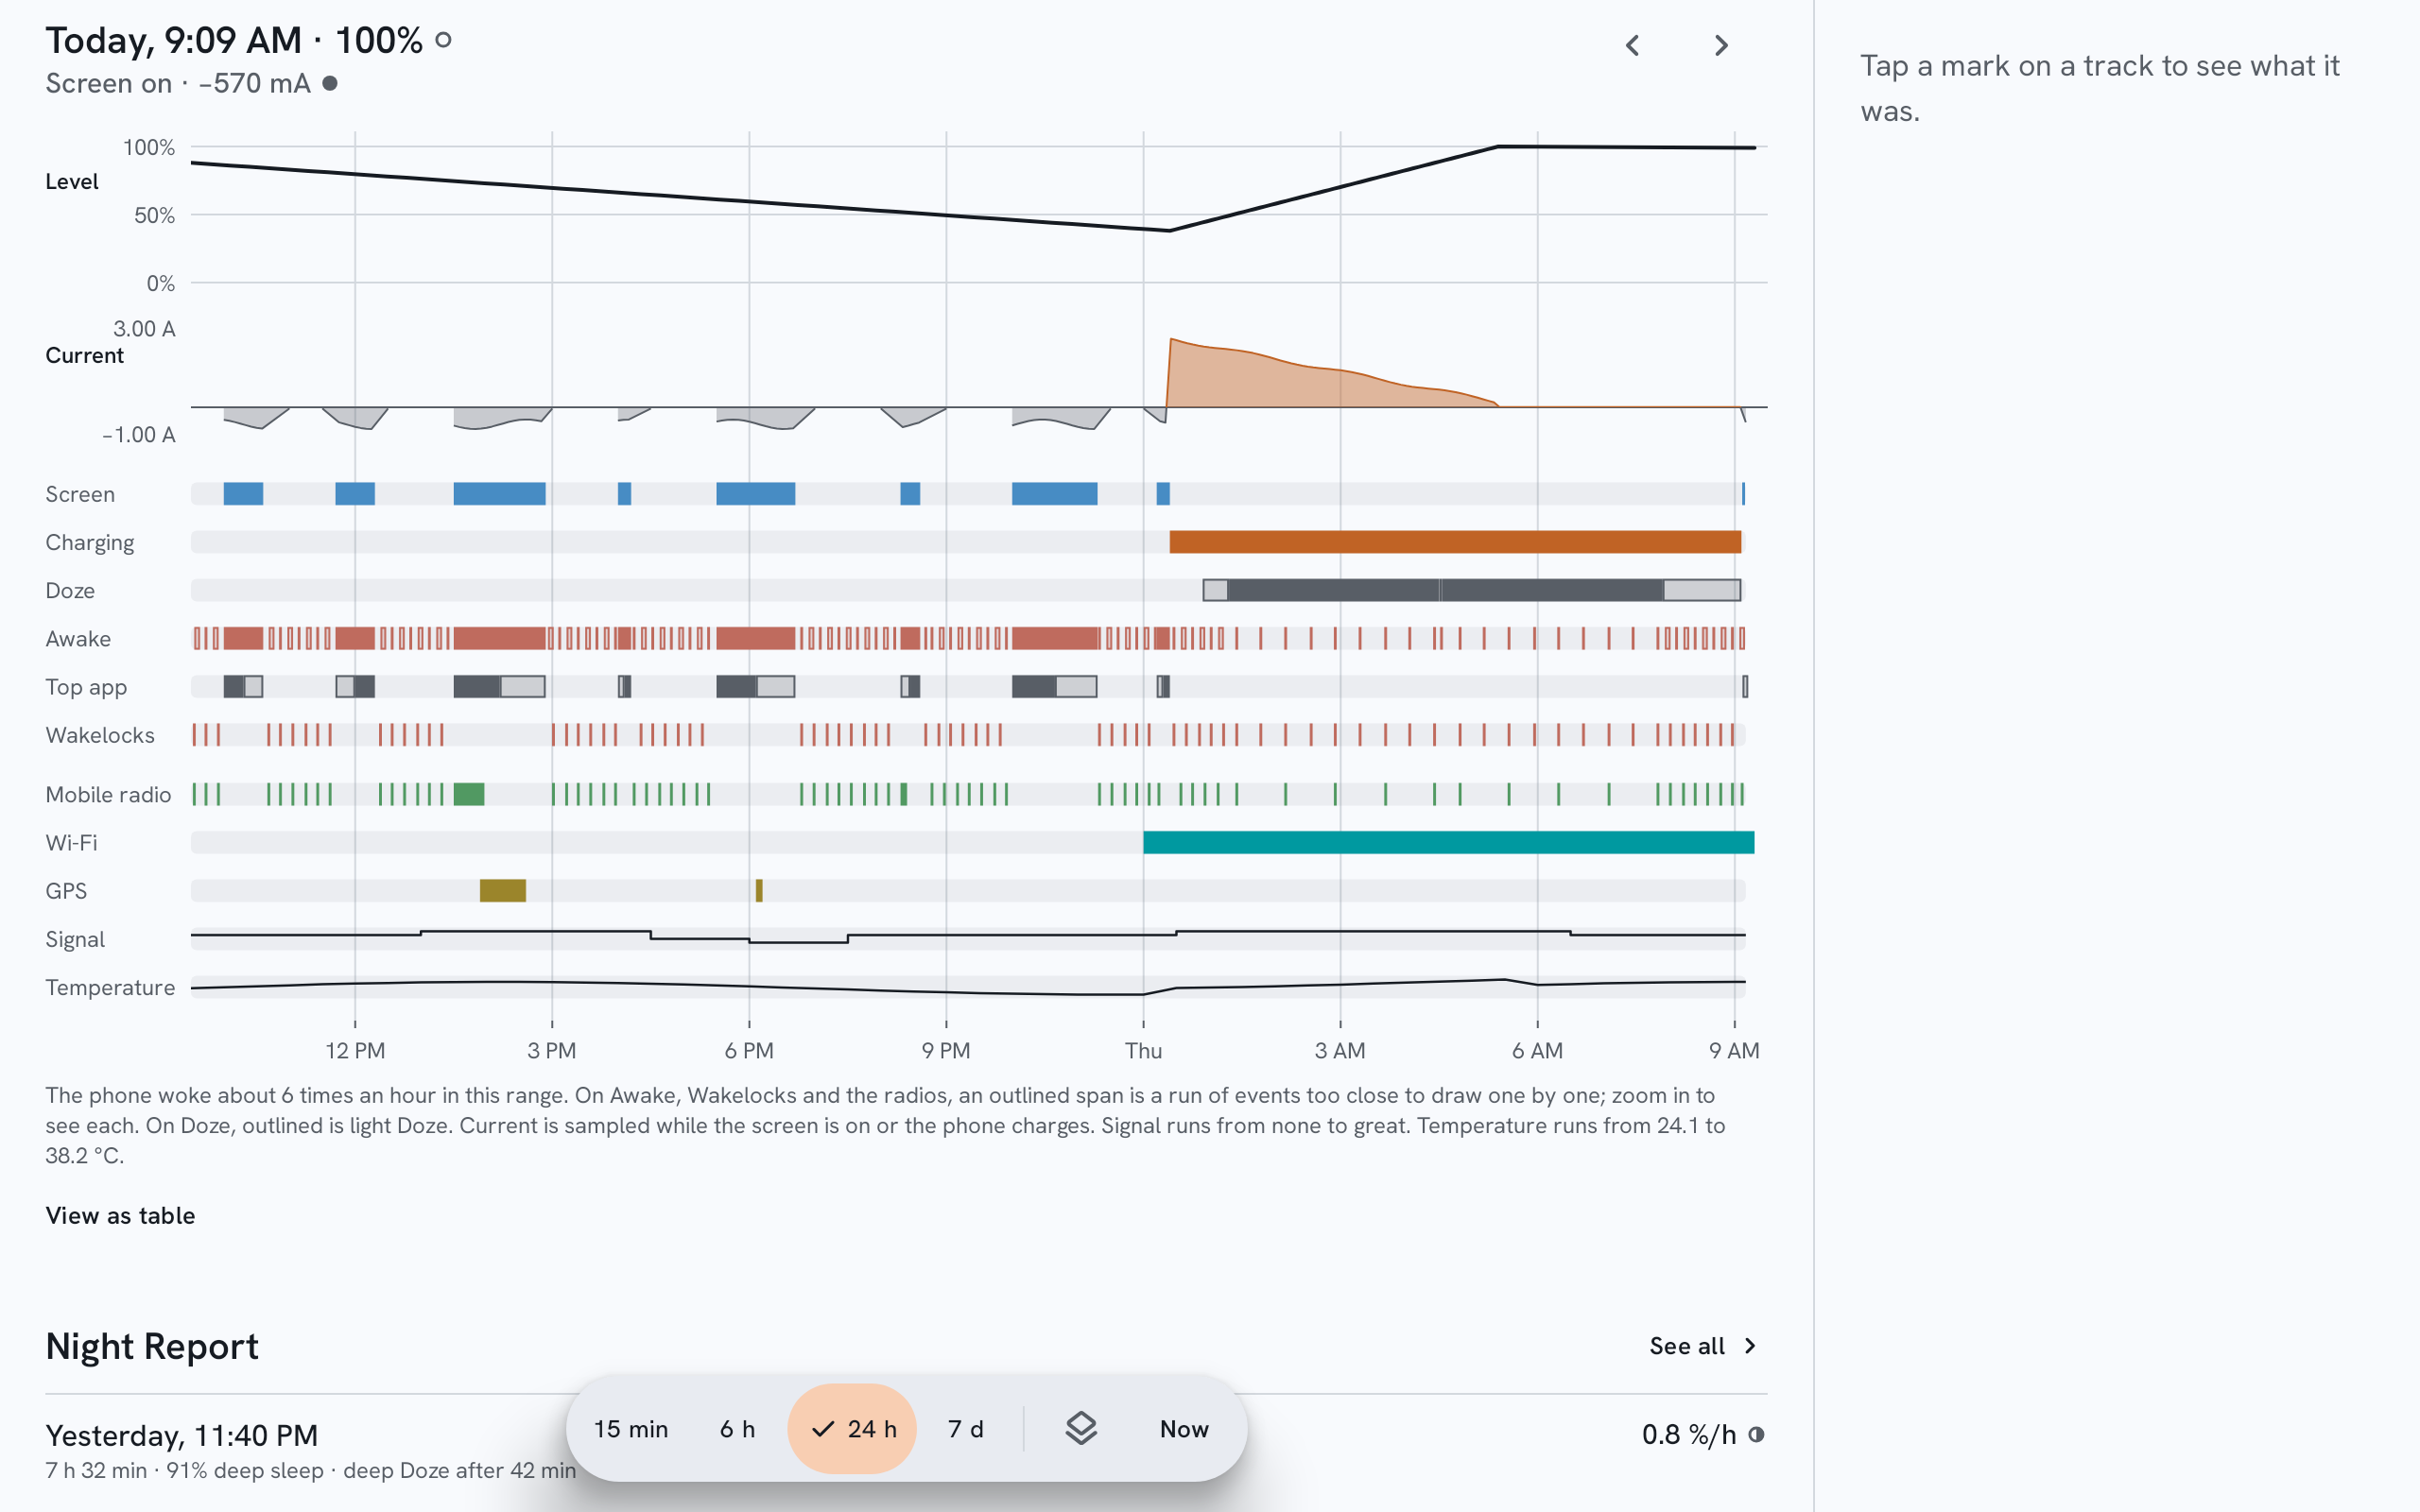 Today, 9:09 AM · 100%
Screen on · −570 mA
Tap a mark on a track to see what it
was.
100%
Level
50%
0%
3.00 A
Current
−1.00 A
Screen
Charging
Doze
Awake
Top app
Wakelocks
Mobile radio
Wi-Fi
GPS
Signal
Temperature
12 PM 3 PM 6 PM 9 PM Thu 3 AM 6 AM 9 AM
The phone woke about 6 times an hour in this range. On Awake, Wakelocks and the radios, an outlined span is a run of events too close to draw one by one; zoom in to
see each. On Doze, outlined is light Doze. Current is sampled while the screen is on or the phone charges. Signal runs from none to great. Temperature runs from 24.1 to
38.2 °C.
View as table
Night Report
See all
Yesterday, 11:40 PM
7 h 32 min · 91% deep sleep · deep Doze after 42 min
0.8 %/h
15 min 6 h 24 h 7 d Now